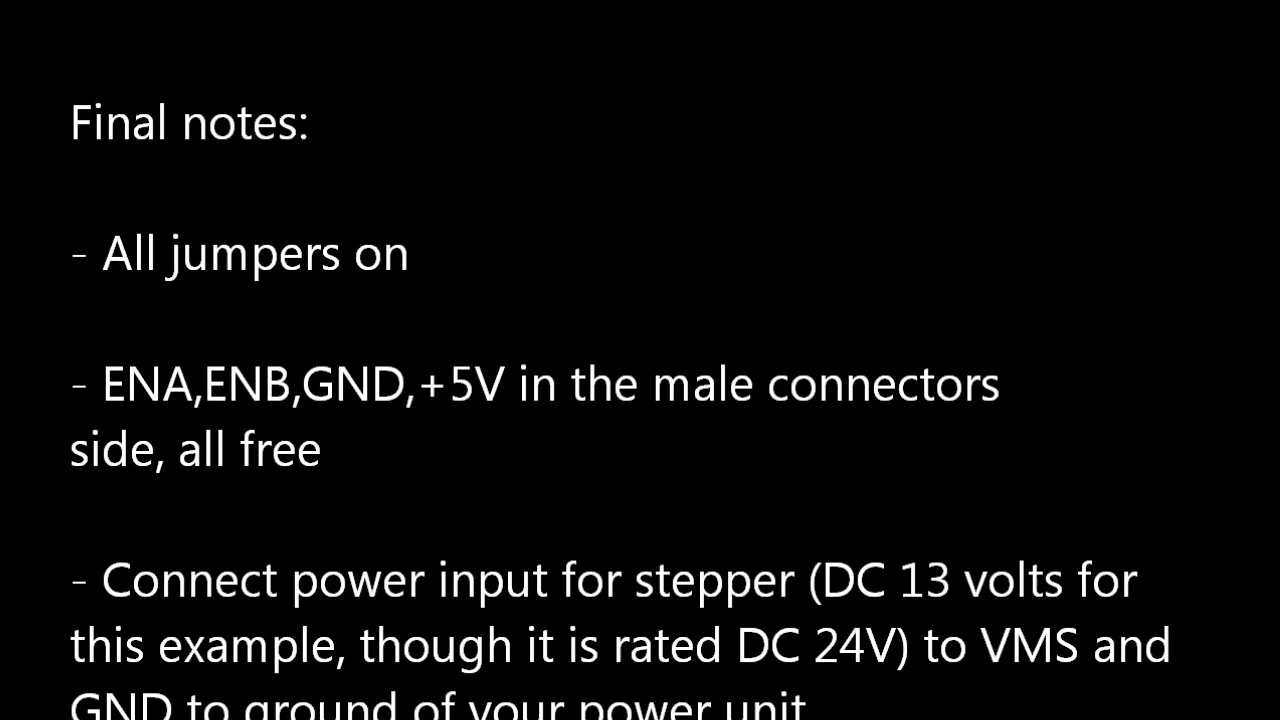 Final notes:
- All jumpers on
- ENA,ENB,GND,+5V in the male connectors
side, all free
- Connect power input for stepper (DC 13 volts for
this example, though it is rated DC 24V) to VMS and
GND to ground of your power unit